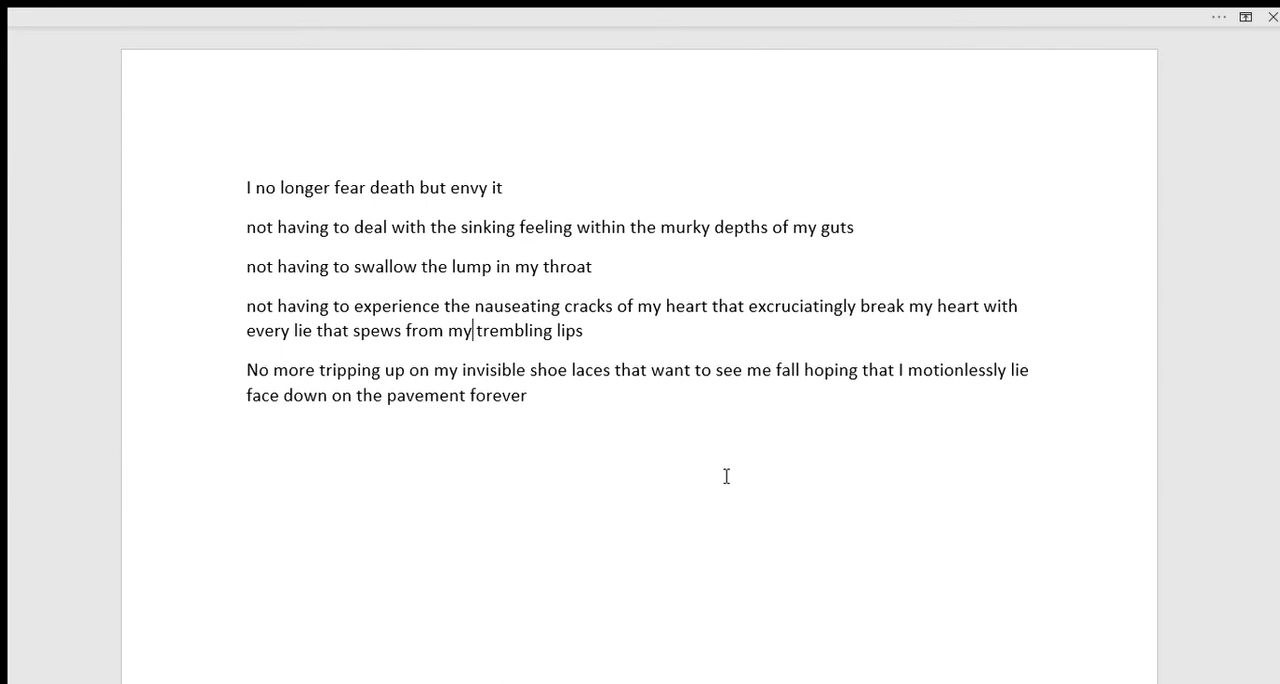 I no longer fear death but envy it
not having to deal with the sinking feeling within the murky depths of my guts
not having to swallow the lump in my throat
not having to experience the nauseating cracks of my heart that excruciatingly break my heart with
every lie that spews from my trembling lips
No more tripping up on my invisible shoe laces that want to see me fall hoping that I motionlessly lie
face down on the pavement forever